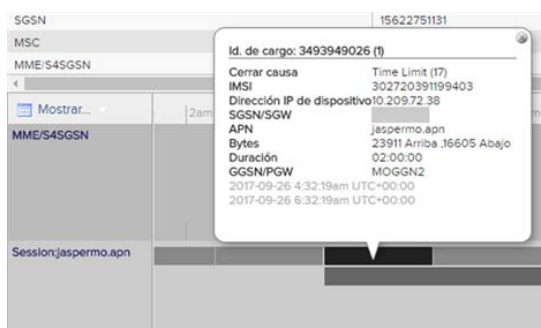 SGSN 15622751131
MSC
MME/S4SGSN
Mostrar...
2am
MME/S4SGSN
Session:jaspermo.apn
Id. de cargo: 3493949026 (1)
Cerrar causa Time Limit (17)
IMSI 302720391199403
Dirección IP de dispositivo 10.209.72.38
SGSN/SGW
APN jaspermo.apn
Bytes 23911 Arriba ,16605 Abajo
Duración 02:00:00
GGSN/PGW MOGGN2
2017-09-26 4:32:19am UTC+00:00
2017-09-26 6:32:19am UTC+00:00